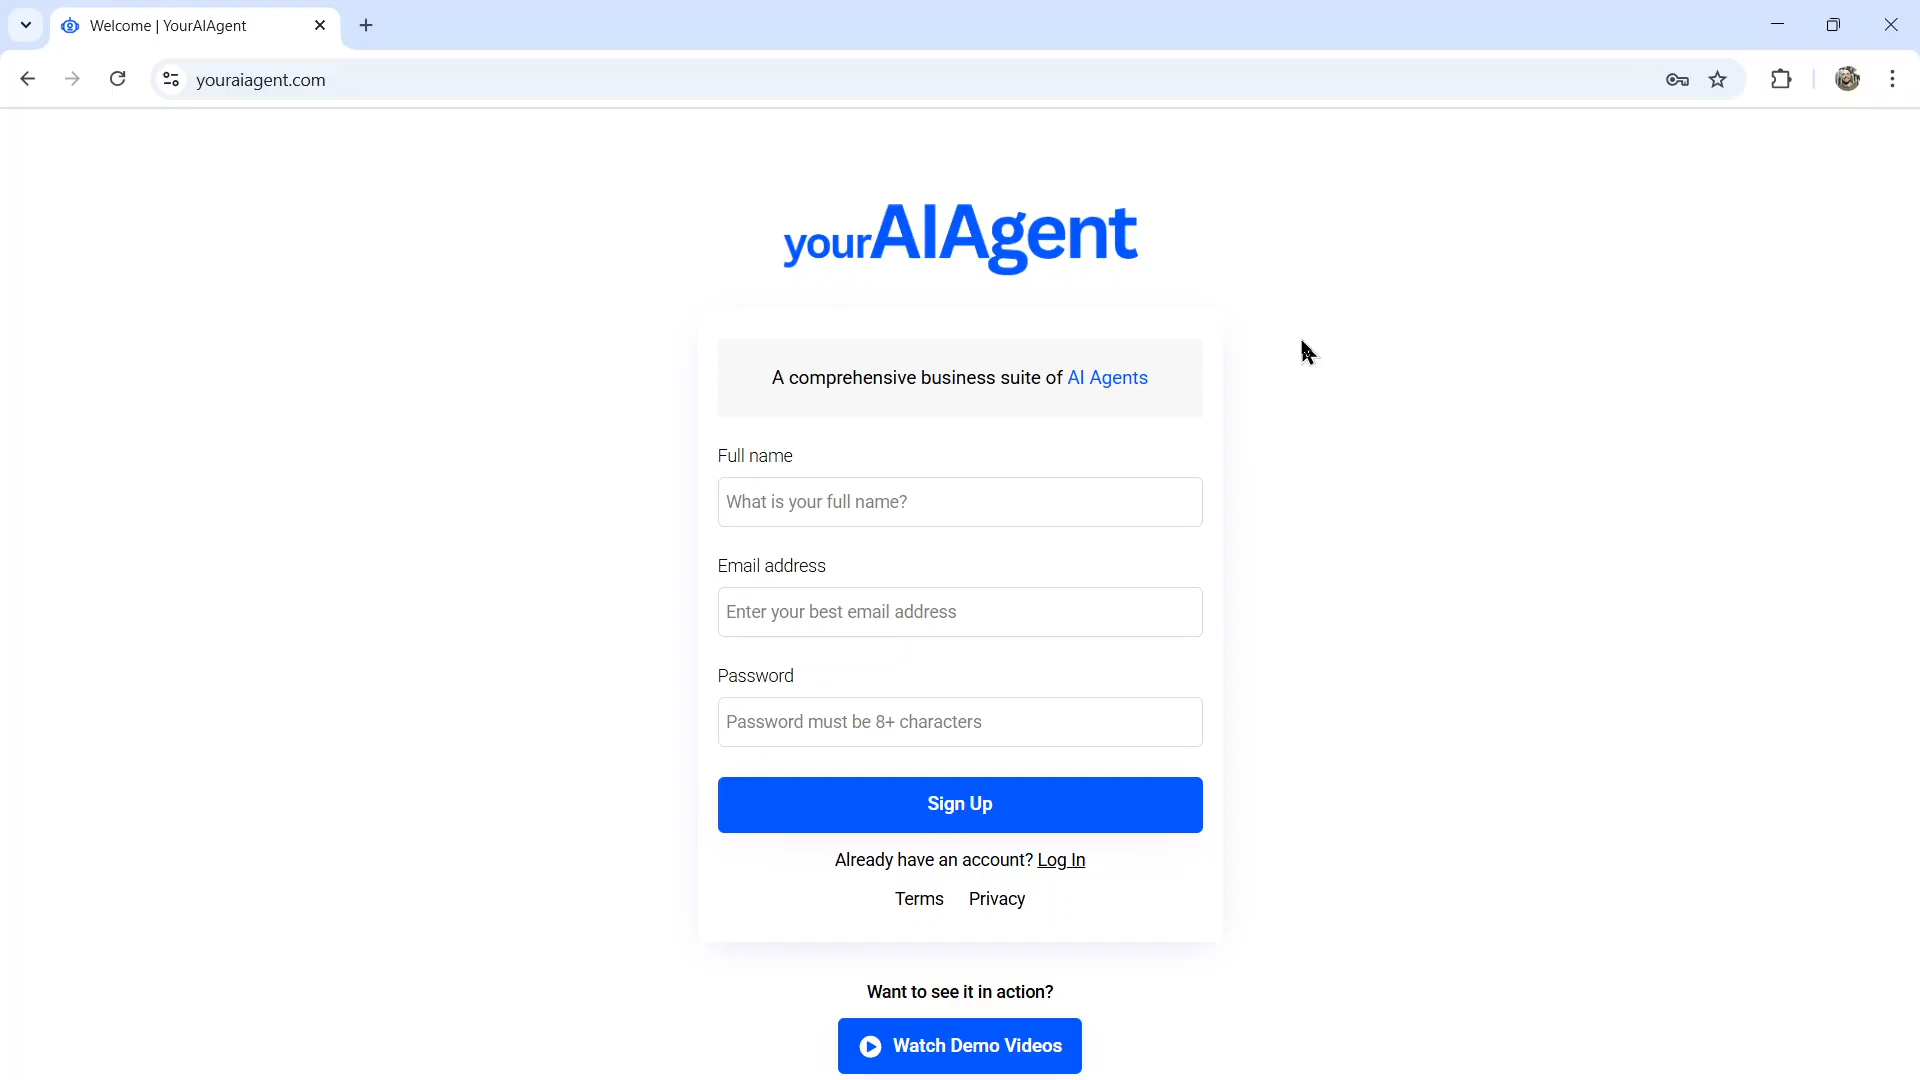 Welcome | YourAIAgent
youraiagent.com
yourAIAgent
A comprehensive business suite of AI Agents
Full name
What is your full name?
Email address
Enter your best email address
Password
Password must be 8+ characters
Sign Up
Already have an account? Log In
Terms Privacy
Want to see it in action?
Watch Demo Videos